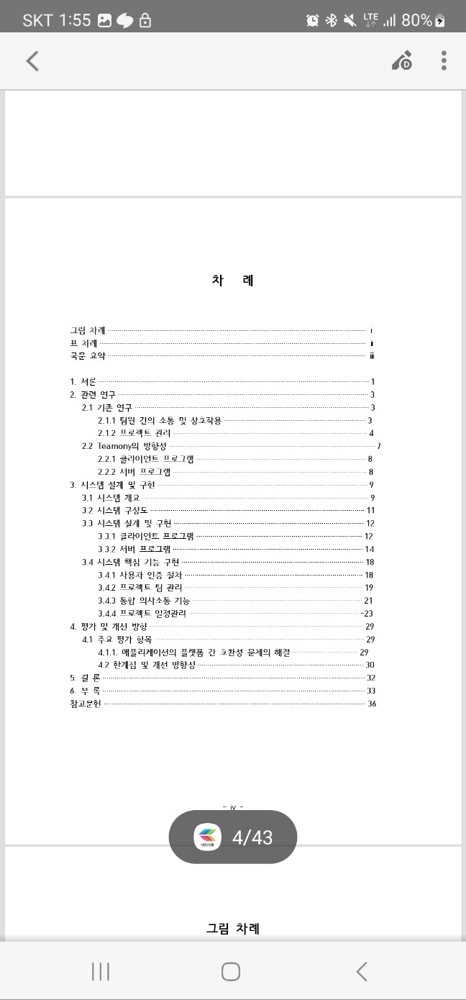 SKT 1:55 LTE 80%
D
차 례
그림 차례 i
표 차례 ii
국문 요약 iii
1. 서론 1
2. 관련 연구 3
2.1 기존 연구 3
2.1.1 팀원 간의 소통 및 상호작용 3
2.1.2 프로젝트 관리 4
2.2 Teamony의 방향성 7
2.2.1 클라이언트 프로그램 8
2.2.2 서버 프로그램 8
3. 시스템 설계 및 구현 9
3.1 시스템 개요 9
3.2 시스템 구성도 11
3.3 시스템 설계 및 구현 12
3.3.1 클라이언트 프로그램 12
3.3.2 서버 프로그램 14
3.4 시스템 핵심 기능 구현 18
3.4.1 사용자 인증 절차 18
3.4.2 프로젝트 팀 관리 19
3.4.3 통합 의사소통 기능 21
3.4.4 프로젝트 일정관리 -23
4. 평가 및 개선 방향 29
4.1 주요 평가 항목 29
4.1.1. 애플리케이션의 플랫폼 간 호환성 문제의 해결 29
4.2 한계점 및 개선 방향성 30
5. 결 론 32
6. 부 록 33
참고문헌 36
- iv -
VIEWER 4/43
그림 차례